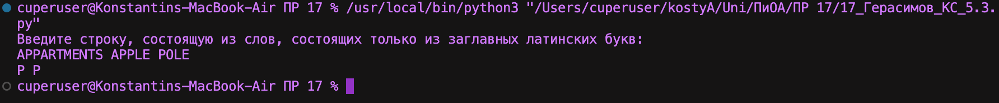 cuperuser@Konstantins-MacBook-Air ПР 17 % /usr/local/bin/python3 "/Users/cuperuser/kostyA/Uni/ПиОА/ПР 17/17_Герасимов_КС_5.3.
py"
Введите строку, состоящую из слов, состоящих только из заглавных латинских букв:
APPARTMENTS APPLE POLE
P P
cuperuser@Konstantins-MacBook-Air ПР 17 %